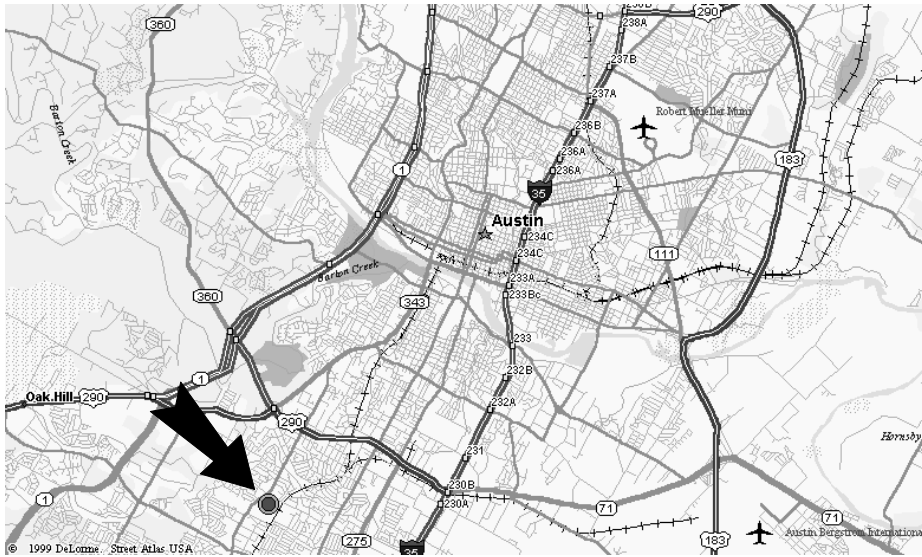 230B
290
360
238A
237B
237A
Robert Mueller Muni
236B
Barton Creek
236A
183
1
236A
35
Austin
234C
234C
111
Barton Creek
233A
360
343
233Bc
233
1
232B
Oak Hill
290
232A
290
Hornsby
231
230B
1
230A
71
71
275
Austin Bergstrom Internationa
183
35
© 1999 DeLorme. Street Atlas USA